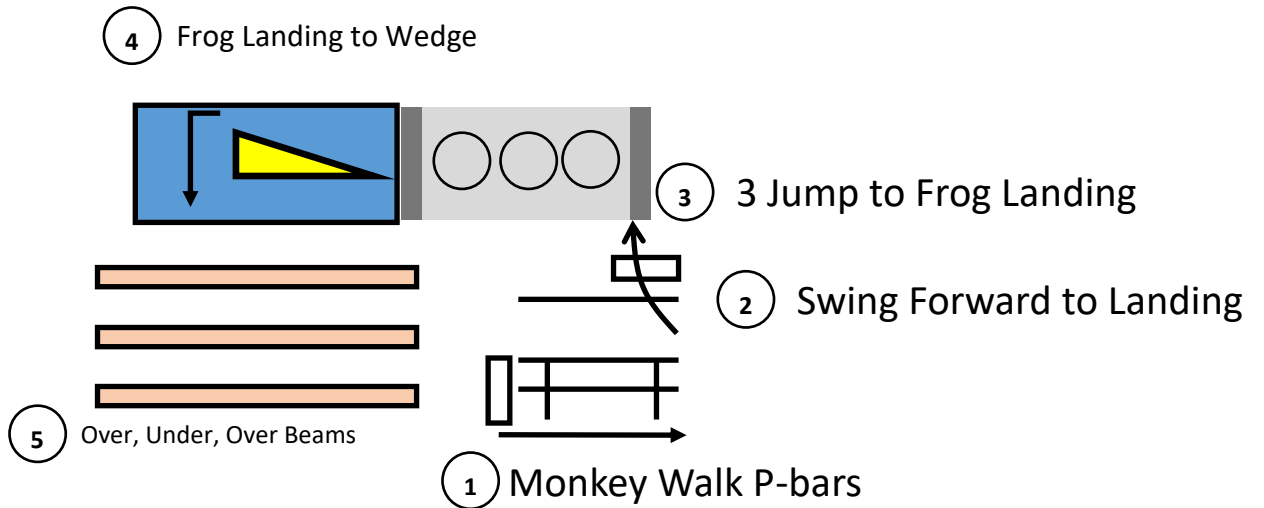 4 Frog Landing to Wedge
3 3 Jump to Frog Landing
2 Swing Forward to Landing
5 Over, Under, Over Beams
1 Monkey Walk P-bars